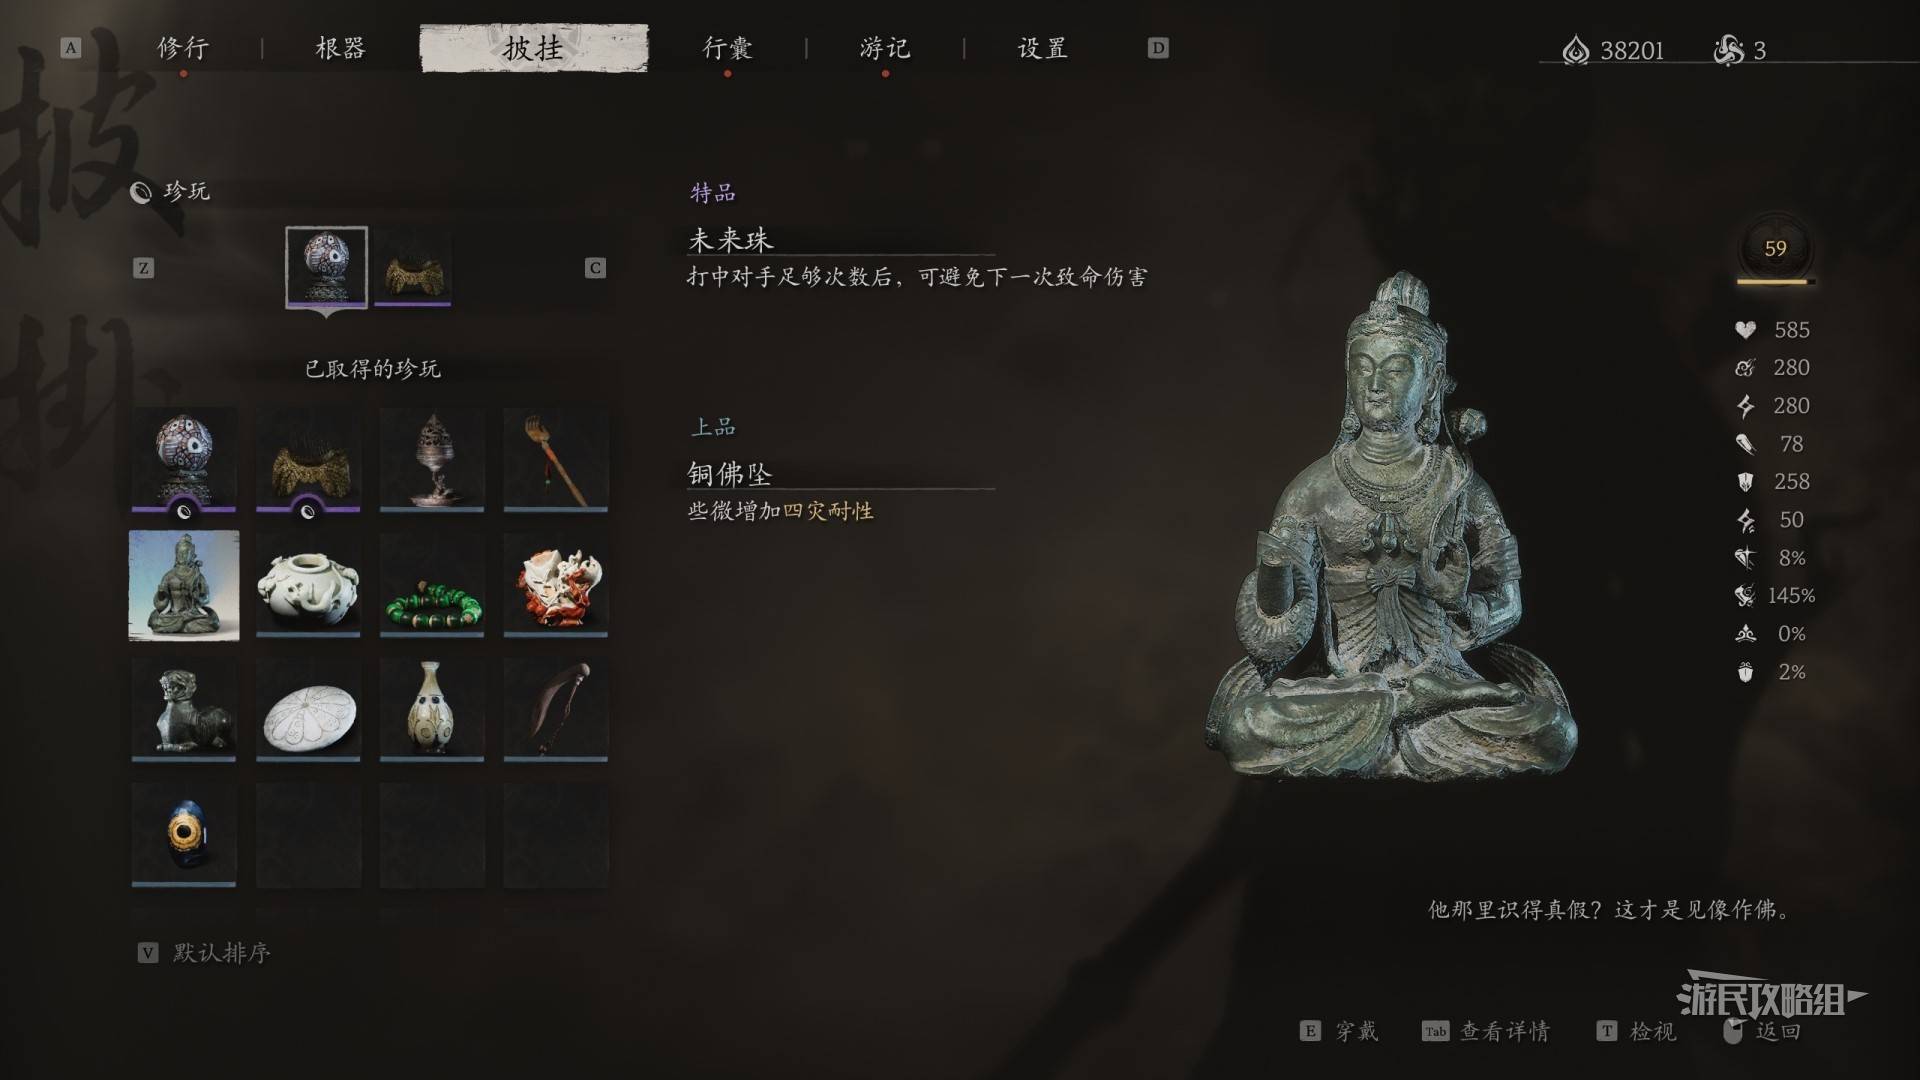 A 修行 根器 披挂 行囊 游记 设置 D 38201 3
披
掛
珍玩
Z C
已取得的珍玩
V 默认排序
特品
未来珠
打中对手足够次数后，可避免下一次致命伤害
上品
铜佛坠
些微增加四灾耐性
59
585
280
280
78
258
50
8%
145%
0%
2%
他那里识得真假？这才是见像作佛。
游民攻略组
E 穿戴 Tab 查看详情 T 检视 返回